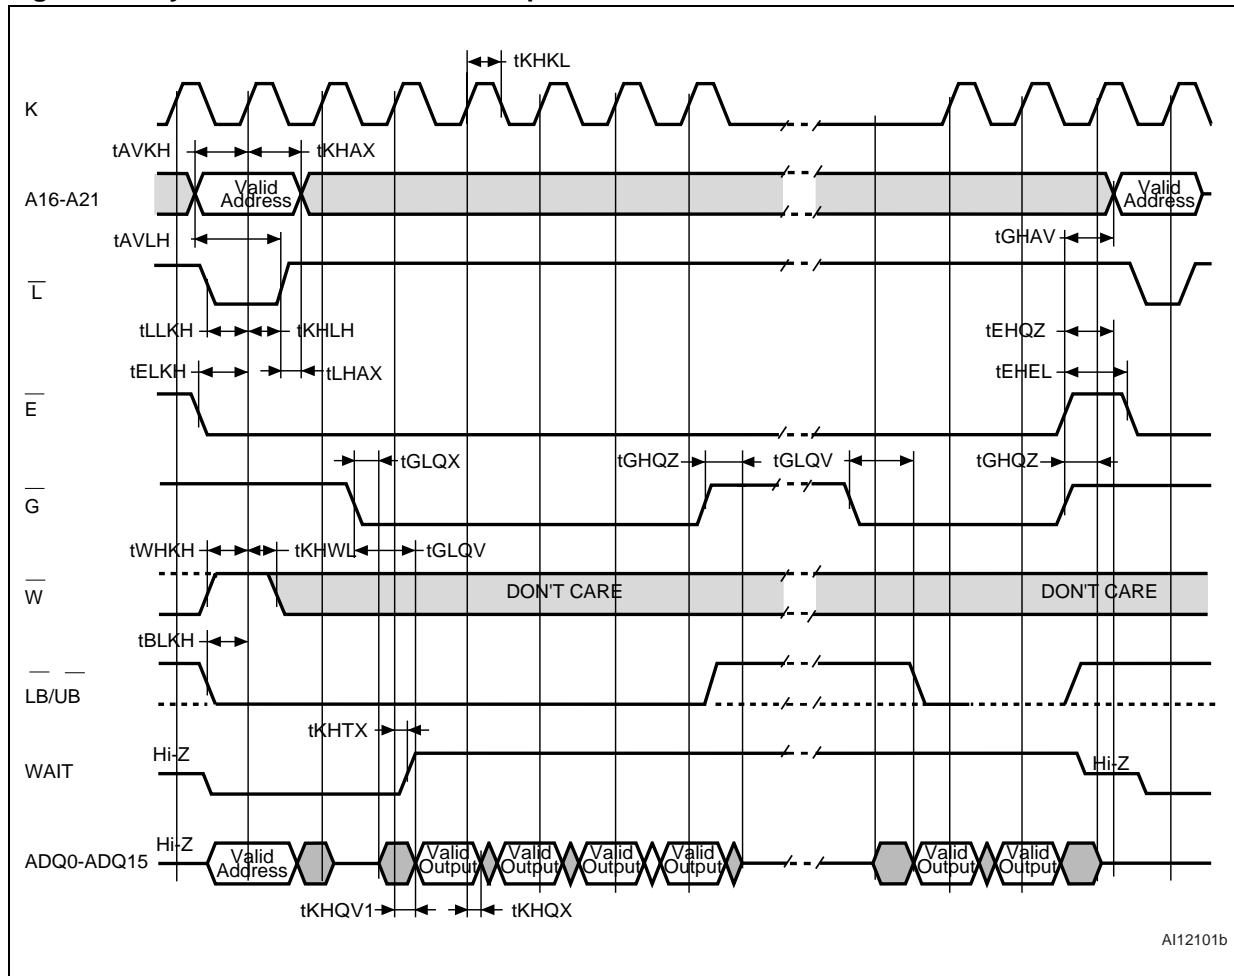 tKHKL
K
tAVKH
tKHAX
A16-A21
Valid
Address
Valid
Address
tAVLH
tGHAV
L
tLLKH
tKHLH
tEHQZ
tELKH
tLHAX
tEHEL
E
tGLQX
tGHQZ
tGLQV
tGHQZ
G
tWHKH
tKHWL
tGLQV
W
DON'T CARE
DON'T CARE
tBLKH
LB/UB
tKHTX
Hi-Z
WAIT
Hi-Z
Hi-Z
ADQ0-ADQ15
Valid
Address
Valid
Output
Valid
Output
Valid
Output
Valid
Output
Valid
Output
Valid
Output
tKHQV1
tKHQX
AI12101b